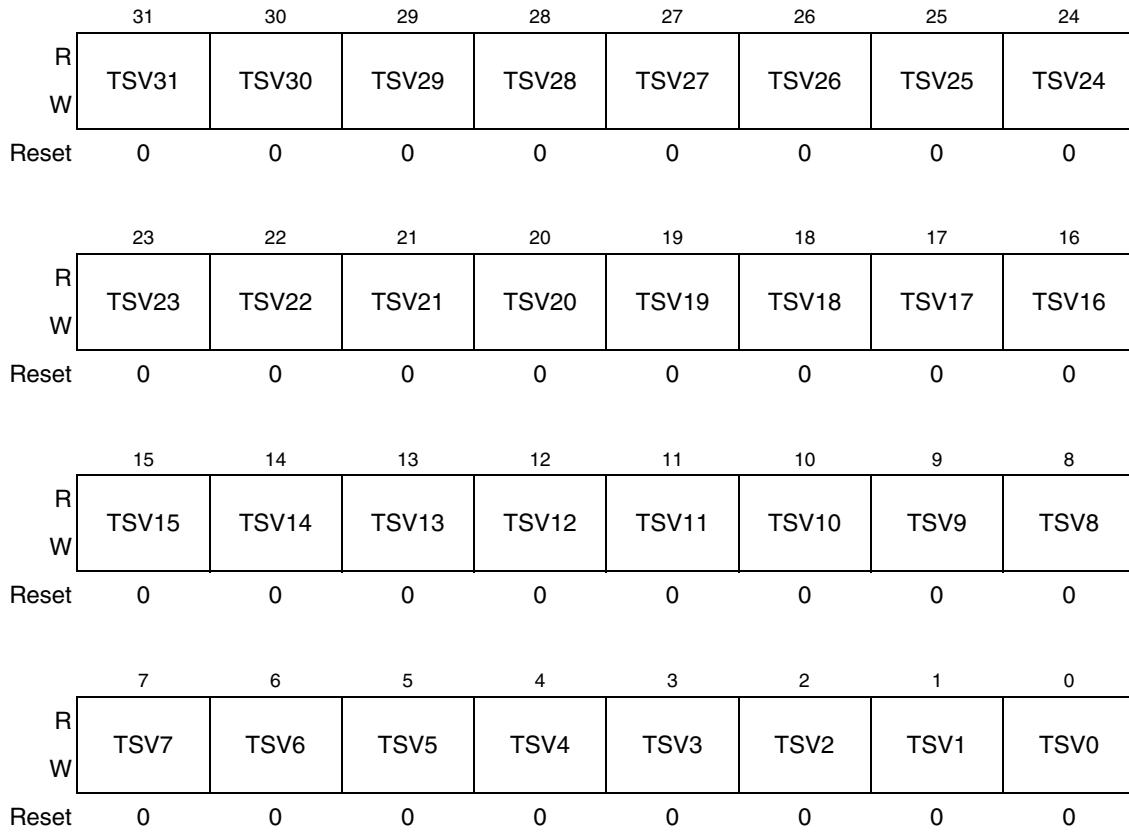 31 30 29 28 27 26 25 24
R
TSV31 TSV30 TSV29 TSV28 TSV27 TSV26 TSV25 TSV24
W
Reset 0 0 0 0 0 0 0 0
23 22 21 20 19 18 17 16
R
TSV23 TSV22 TSV21 TSV20 TSV19 TSV18 TSV17 TSV16
W
Reset 0 0 0 0 0 0 0 0
15 14 13 12 11 10 9 8
R
TSV15 TSV14 TSV13 TSV12 TSV11 TSV10 TSV9 TSV8
W
Reset 0 0 0 0 0 0 0 0
7 6 5 4 3 2 1 0
R
TSV7 TSV6 TSV5 TSV4 TSV3 TSV2 TSV1 TSV0
W
Reset 0 0 0 0 0 0 0 0